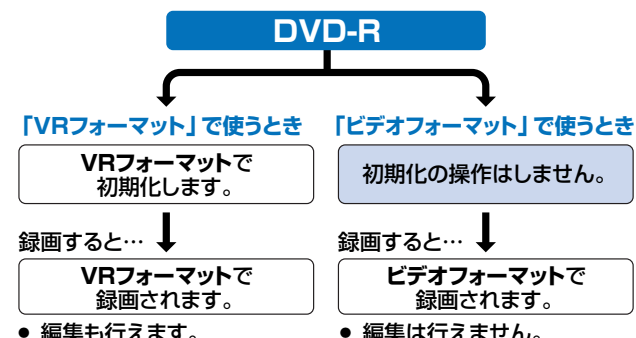 DVD-R
「VRフォーマット」で使うとき
VRフォーマットで
初期化します。
録画すると…
VRフォーマットで
録画されます。
● 編集も行えます。
「ビデオフォーマット」で使うとき
初期化の操作はしません。
録画すると…
ビデオフォーマットで
録画されます。
● 編集は行えません。